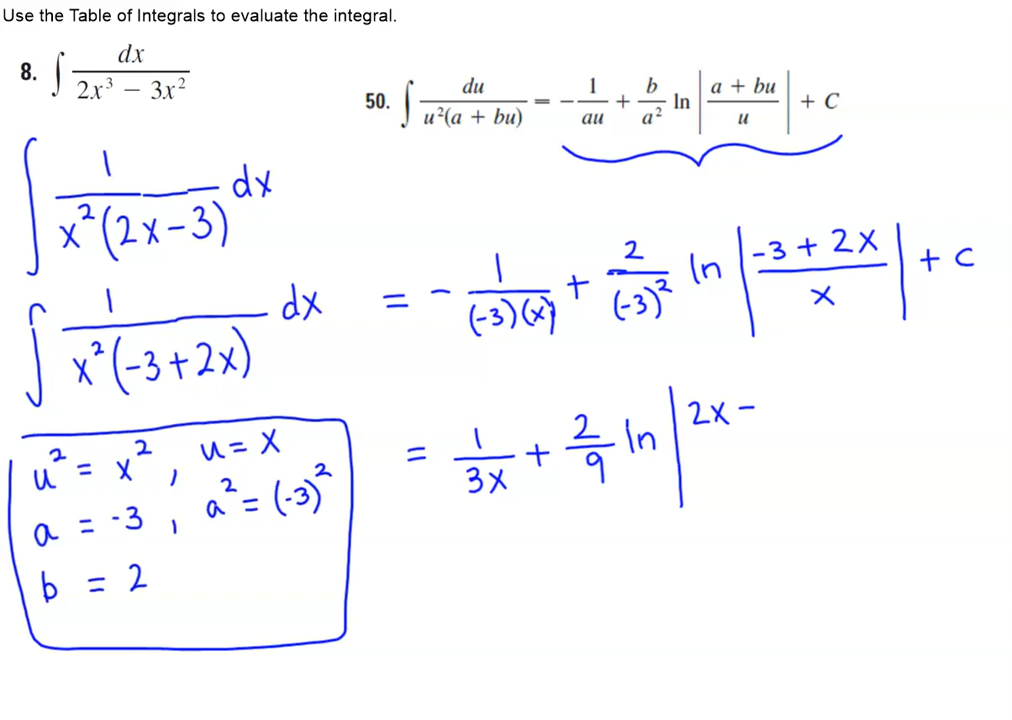 Use the Table of Integrals to evaluate the integral.
8. ∫ dx / (2x³ − 3x²)
50. ∫ du / (u²(a + bu)) = − 1/(au) + b/a² ln |(a + bu)/u| + C
∫ 1 / (x²(2x−3)) dx
∫ 1 / (x²(-3+2x)) dx = - 1/((-3)(x)) + 2/(-3)² ln |(-3 + 2x)/x| + c
= 1/(3x) + 2/9 ln |2x -
u² = x² , u = x
a = -3 , a² = (-3)²
b = 2